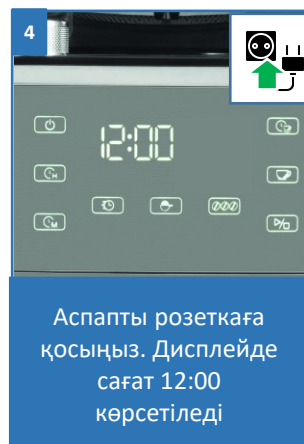 4
12:00
H
M
Аспапты розеткаға
қосыңыз. Дисплейде
сағат 12:00
көрсетіледі